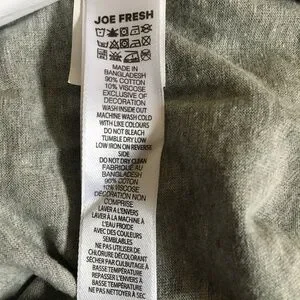 JOE FRESH
MADE IN
BANGLADESH
90% COTTON
10% VISCOSE
EXCLUSIVE OF
DECORATION
WASH INSIDE OUT
MACHINE WASH COLD
WITH LIKE COLOURS
DO NOT BLEACH
TUMBLE DRY LOW
LOW IRON ON REVERSE
SIDE
DO NOT DRY CLEAN
FABRIQUÉ AU
BANGLADESH
90% COTON
10% VISCOSE
DÉCORATION NON
COMPRISE
LAVER À L'ENVERS
LAVER À LA MACHINE À
L'EAU FROIDE
AVEC DES COULEURS
SEMBLABLES
NE PAS UTILISER DE
CHLORURE DÉCOLORANT
SÉCHER PAR CULBUTAGE À
BASSE TEMPÉRATURE
REPASSER L'ENVERS À
BASSE TEMPÉRATURE
NE PAS NETTOYER À SEC